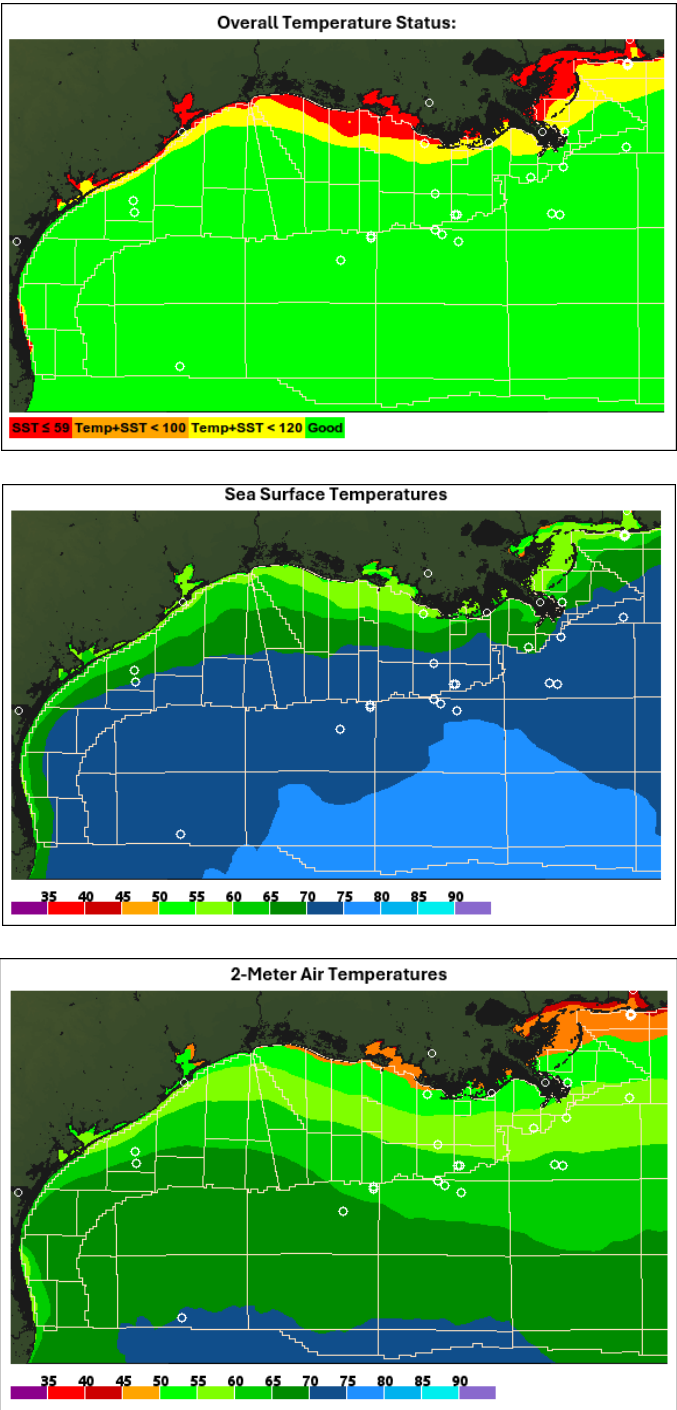 Overall Temperature Status:
SST ≤ 59 Temp+SST < 100 Temp+SST < 120 Good
Sea Surface Temperatures
35 40 45 50 55 60 65 70 75 80 85 90
2-Meter Air Temperatures
35 40 45 50 55 60 65 70 75 80 85 90